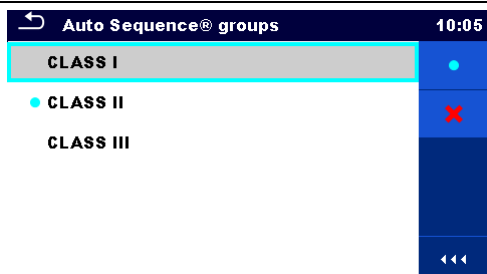 Auto Sequence® groups 10:05
CLASS I
CLASS II
CLASS III